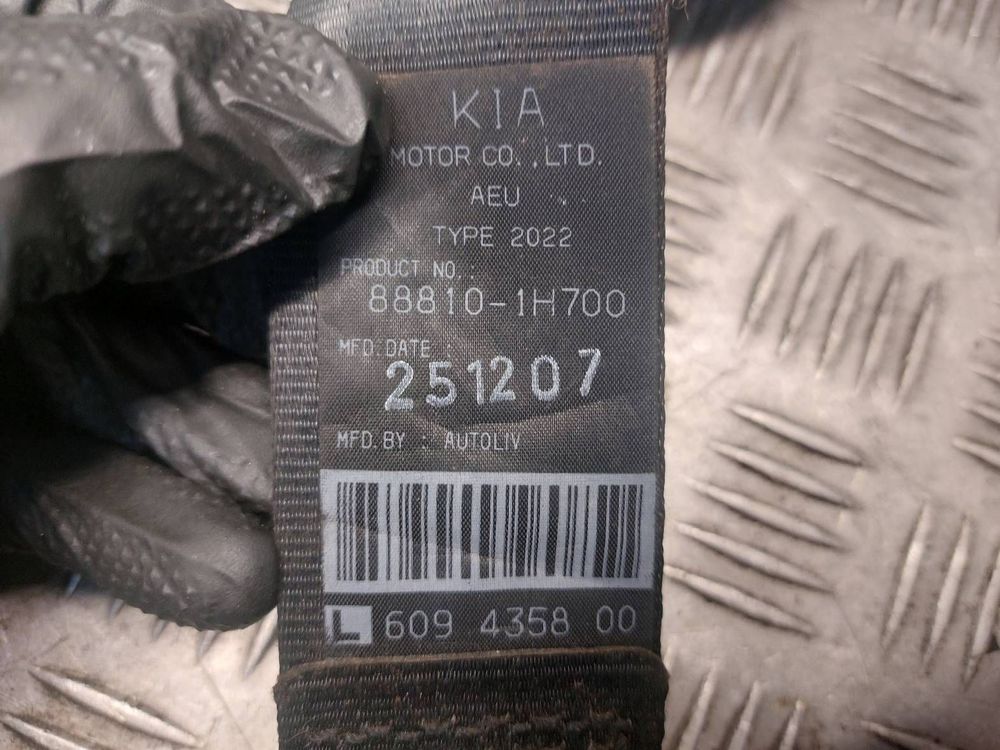 KIA
MOTOR CO.,LTD.
AEU
TYPE 2022
PRODUCT NO.:
88810-1H700
MFD.DATE :
251207
MFD.BY : AUTOLIV
L 609 4358 00